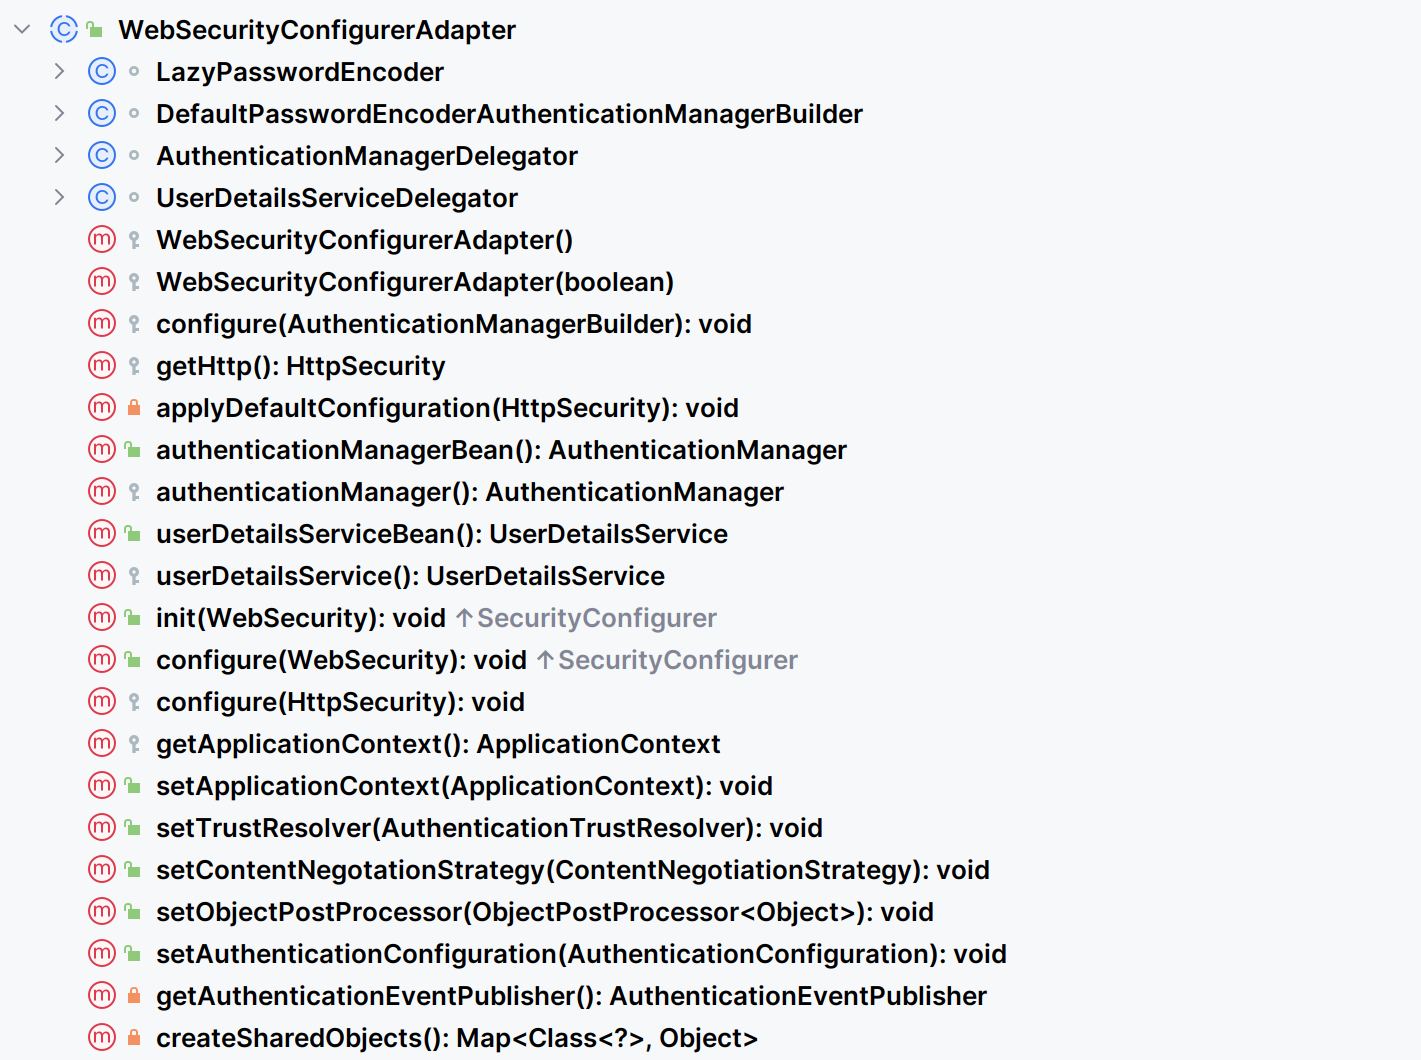 WebSecurityConfigurerAdapter
LazyPasswordEncoder
DefaultPasswordEncoderAuthenticationManagerBuilder
AuthenticationManagerDelegator
UserDetailsServiceDelegator
WebSecurityConfigurerAdapter()
WebSecurityConfigurerAdapter(boolean)
configure(AuthenticationManagerBuilder): void
getHttp(): HttpSecurity
applyDefaultConfiguration(HttpSecurity): void
authenticationManagerBean(): AuthenticationManager
authenticationManager(): AuthenticationManager
userDetailsServiceBean(): UserDetailsService
userDetailsService(): UserDetailsService
init(WebSecurity): void ↑SecurityConfigurer
configure(WebSecurity): void ↑SecurityConfigurer
configure(HttpSecurity): void
getApplicationContext(): ApplicationContext
setApplicationContext(ApplicationContext): void
setTrustResolver(AuthenticationTrustResolver): void
setContentNegotationStrategy(ContentNegotiationStrategy): void
setObjectPostProcessor(ObjectPostProcessor<Object>): void
setAuthenticationConfiguration(AuthenticationConfiguration): void
getAuthenticationEventPublisher(): AuthenticationEventPublisher
createSharedObjects(): Map<Class<?>, Object>